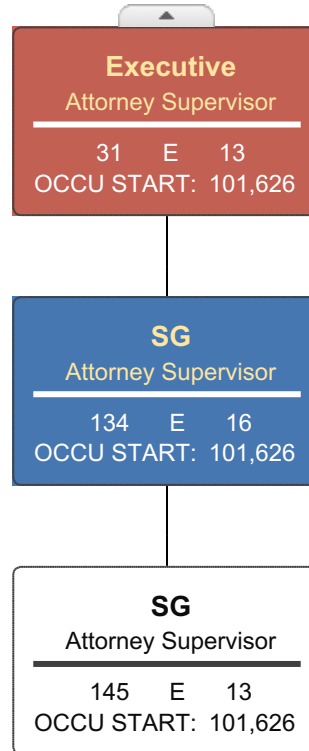 Executive
Attorney Supervisor
31 E 13
OCCU START: 101,626
SG
Attorney Supervisor
134 E 16
OCCU START: 101,626
SG
Attorney Supervisor
145 E 13
OCCU START: 101,626